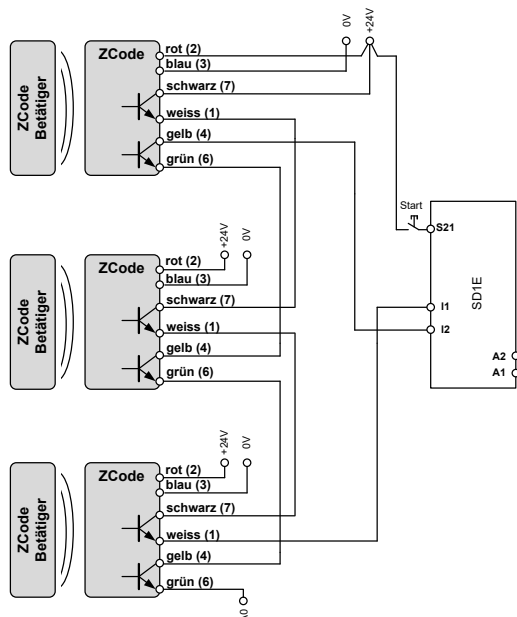 0V
+24V
ZCode
Betätiger
ZCode
rot (2)
blau (3)
schwarz (7)
weiss (1)
gelb (4)
grün (6)
Start
S21
SD1E
I1
I2
A2
A1
+24V
0V
ZCode
Betätiger
ZCode
rot (2)
blau (3)
schwarz (7)
weiss (1)
gelb (4)
grün (6)
+24V
0V
ZCode
Betätiger
ZCode
rot (2)
blau (3)
schwarz (7)
weiss (1)
gelb (4)
grün (6)